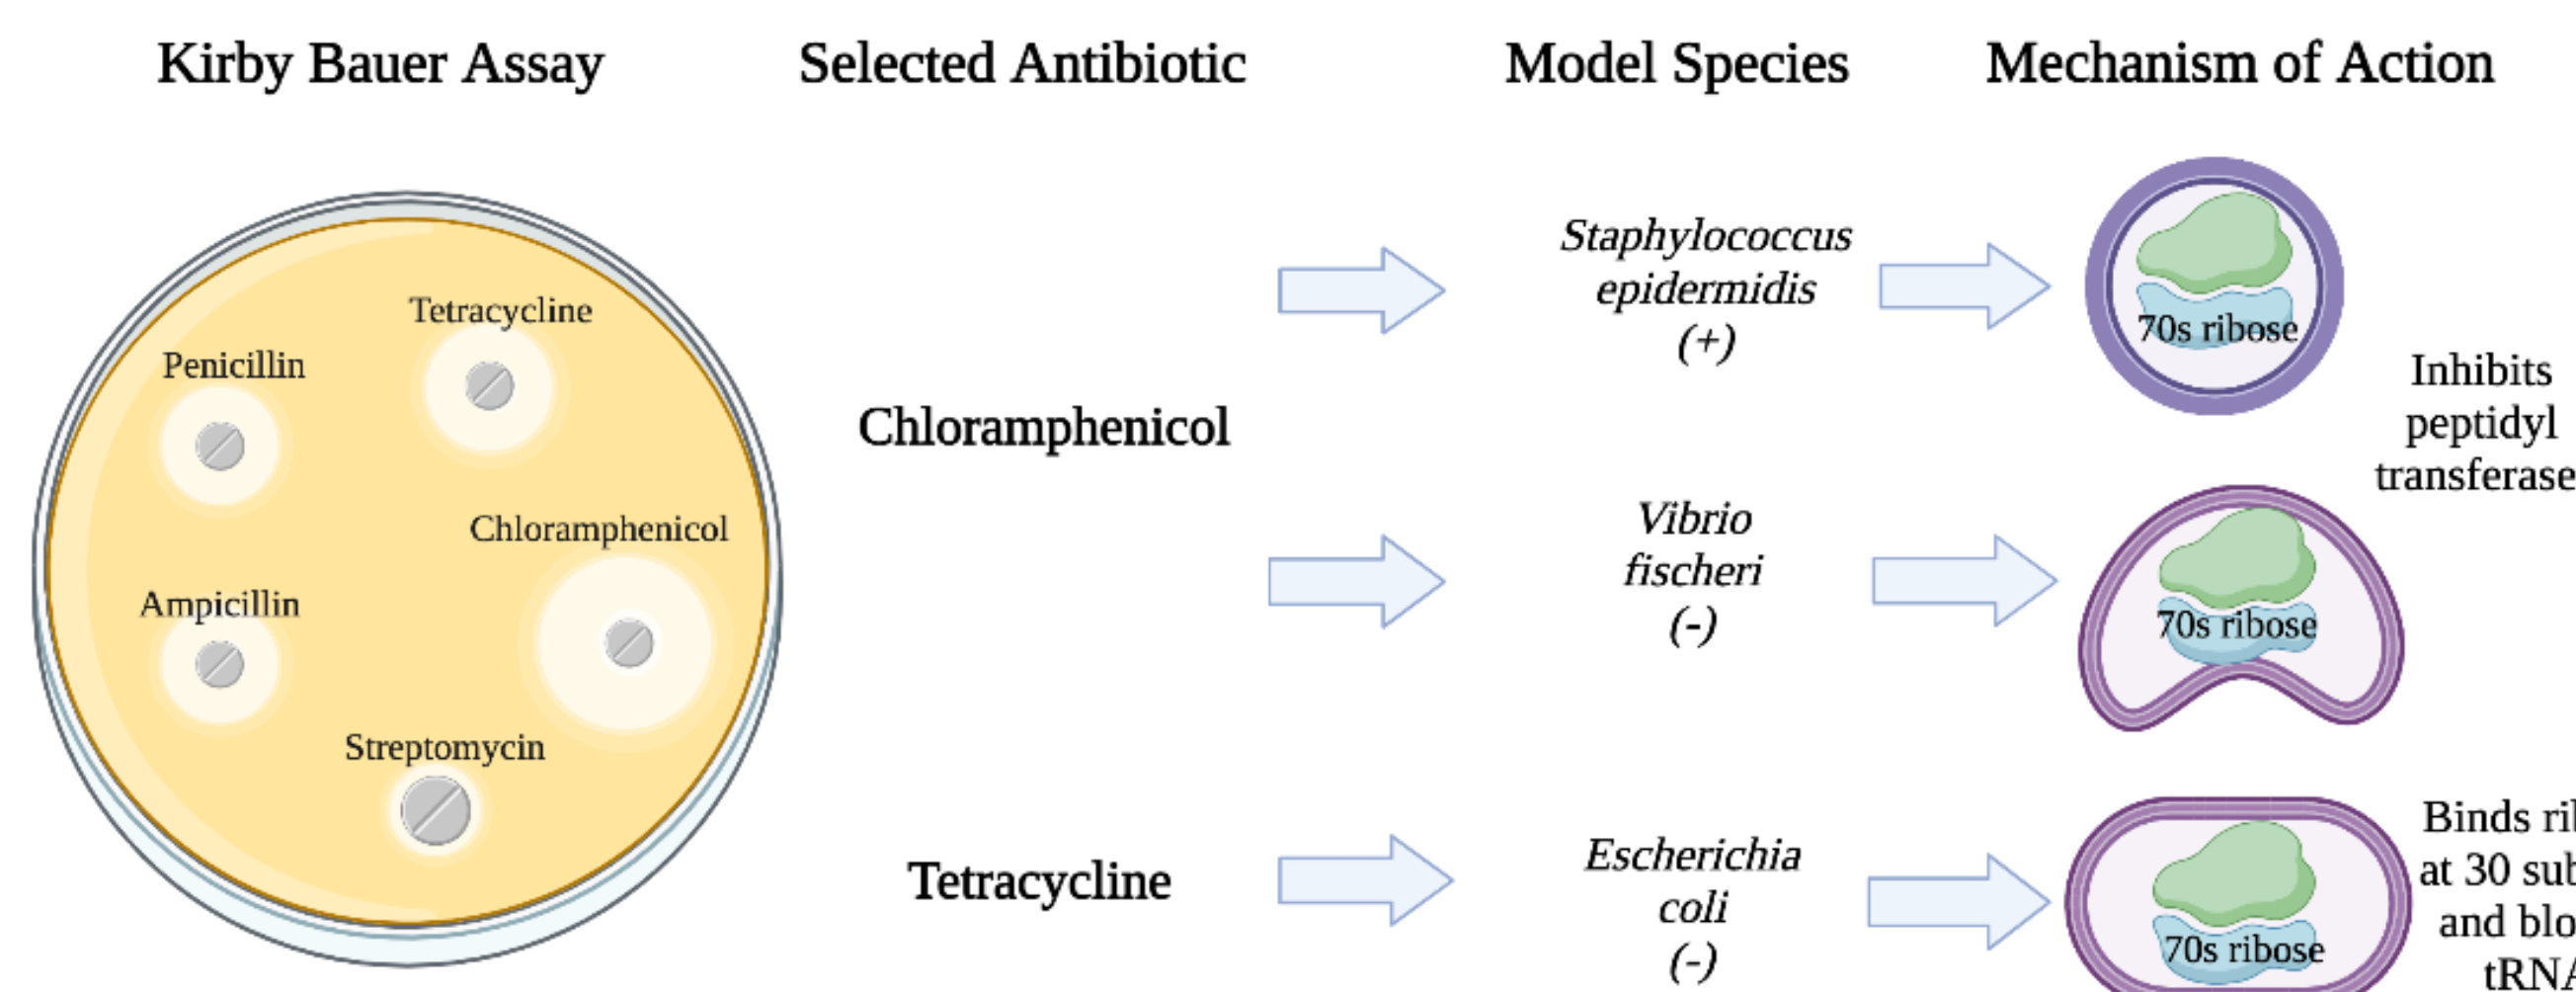 Kirby Bauer Assay
Selected Antibiotic
Model Species
Mechanism of Action
Tetracycline
Penicillin
Chloramphenicol
Ampicillin
Streptomycin
Chloramphenicol
Tetracycline
Staphylococcus
epidermidis
(+)
Vibrio
fischeri
(-)
Escherichia
coli
(-)
70s ribose
70s ribose
70s ribose
Inhibits
peptidyl
transferase
Binds
at 30
and